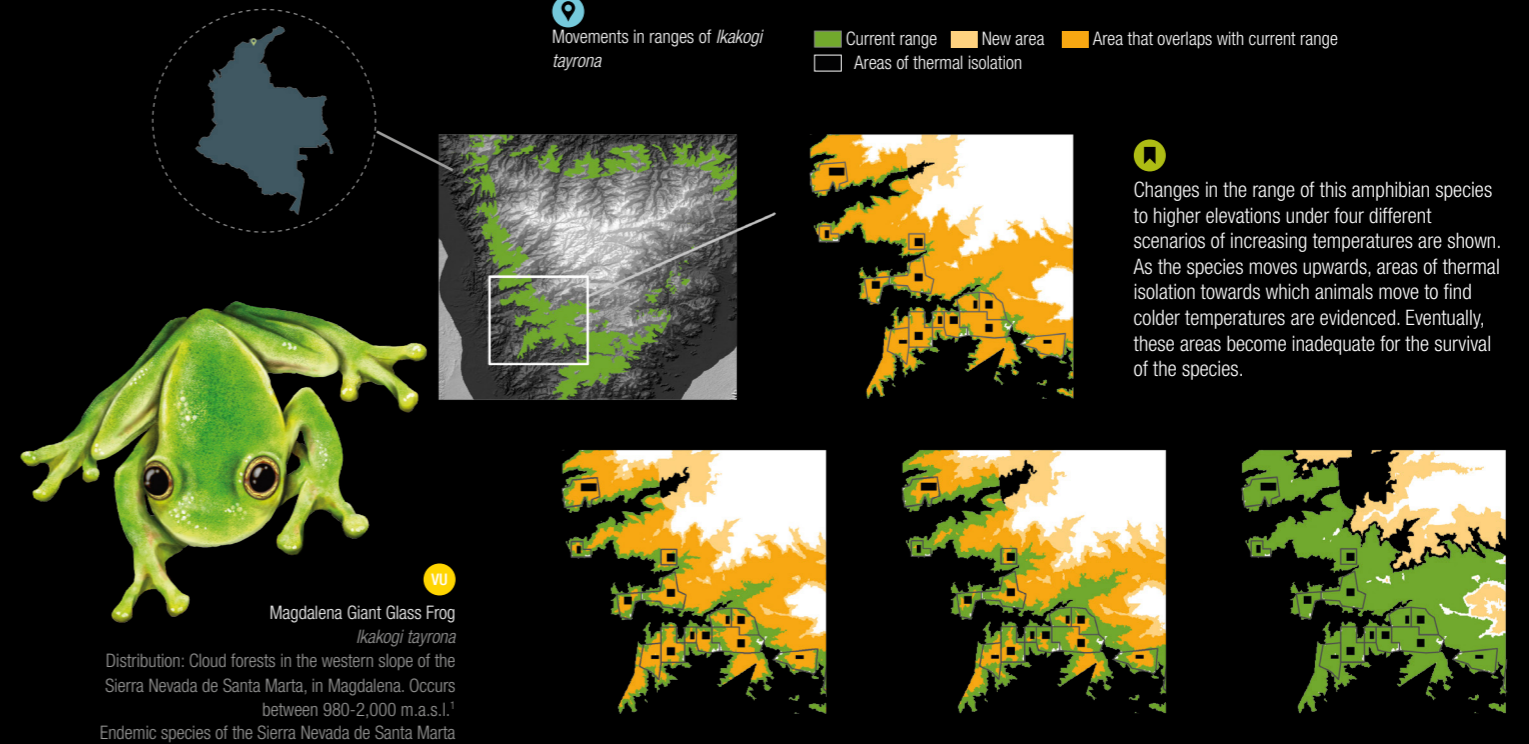 Movements in ranges of Ikakogi
tayrona
Current range
New area
Area that overlaps with current range
Areas of thermal isolation
Changes in the range of this amphibian species
to higher elevations under four different
scenarios of increasing temperatures are shown.
As the species moves upwards, areas of thermal
isolation towards which animals move to find
colder temperatures are evidenced. Eventually,
these areas become inadequate for the survival
of the species.
VU
Magdalena Giant Glass Frog
Ikakogi tayrona
Distribution: Cloud forests in the western slope of the
Sierra Nevada de Santa Marta, in Magdalena. Occurs
between 980-2,000 m.a.s.l.¹
Endemic species of the Sierra Nevada de Santa Marta